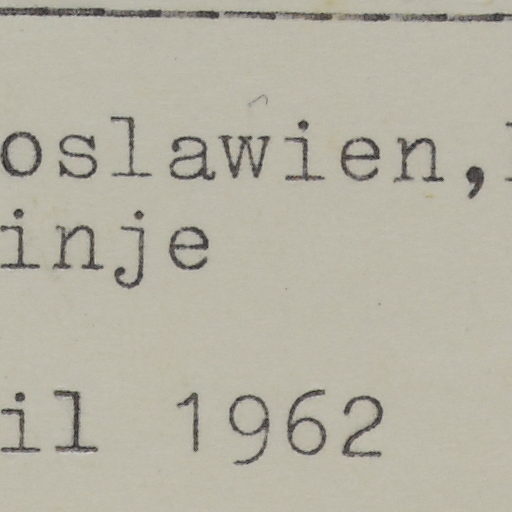 oslawien,
inje
il 1962